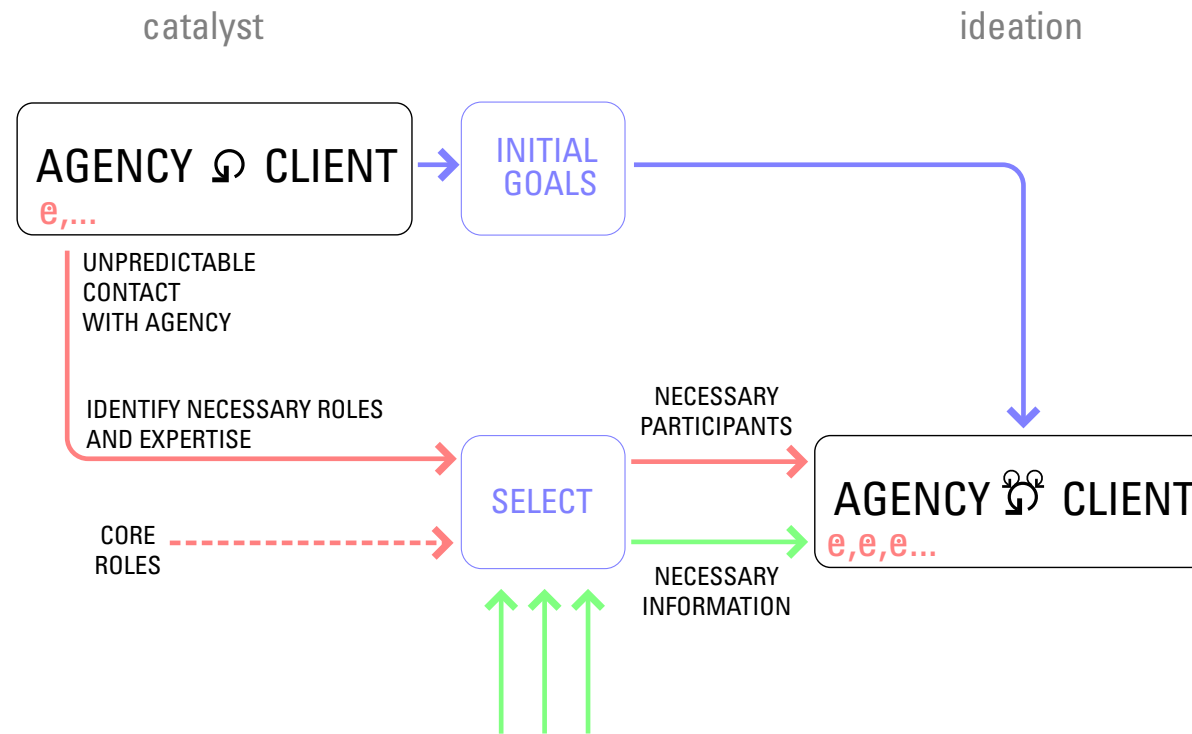 catalyst
ideation
AGENCY CLIENT
e,...
INITIAL
GOALS
UNPREDICTABLE
CONTACT
WITH AGENCY
IDENTIFY NECESSARY ROLES
AND EXPERTISE
NECESSARY
PARTICIPANTS
SELECT
AGENCY CLIENT
e,e,e...
CORE
ROLES
NECESSARY
INFORMATION